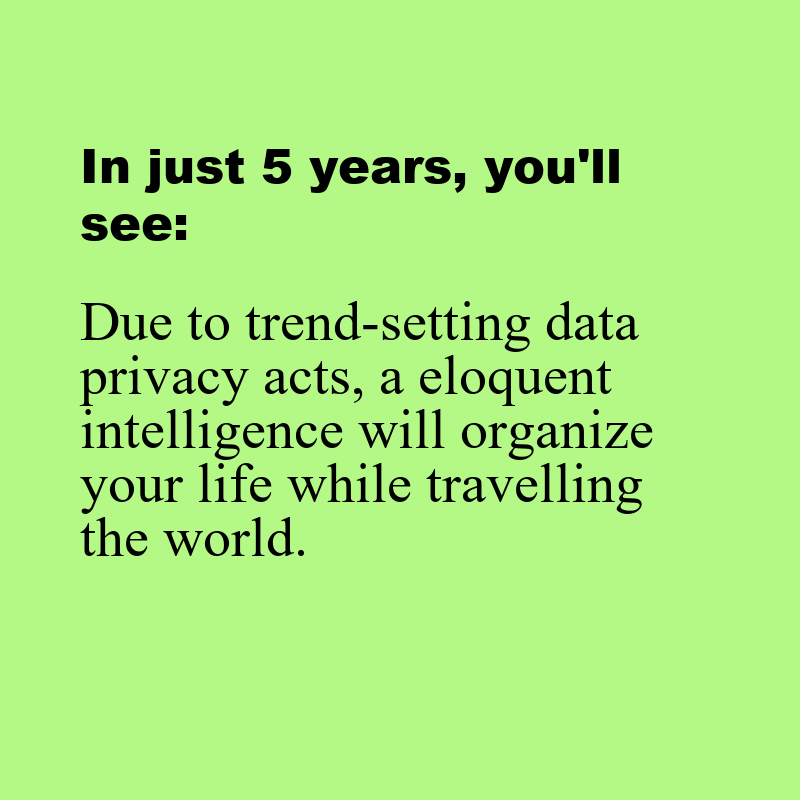 In just 5 years, you'll
see:
Due to trend-setting data
privacy acts, a eloquent
intelligence will organize
your life while travelling
the world.